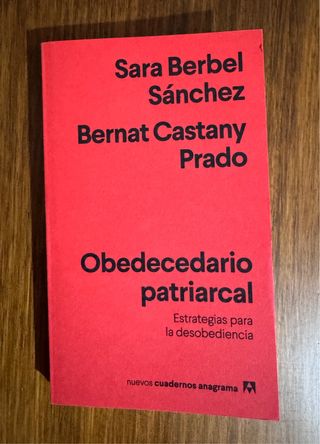 Sara Berbel
Sánchez
Bernat Castany
Prado
Obedecedario
patriarcal
Estrategias para
la desobediencia
nuevos cuadernos anagrama